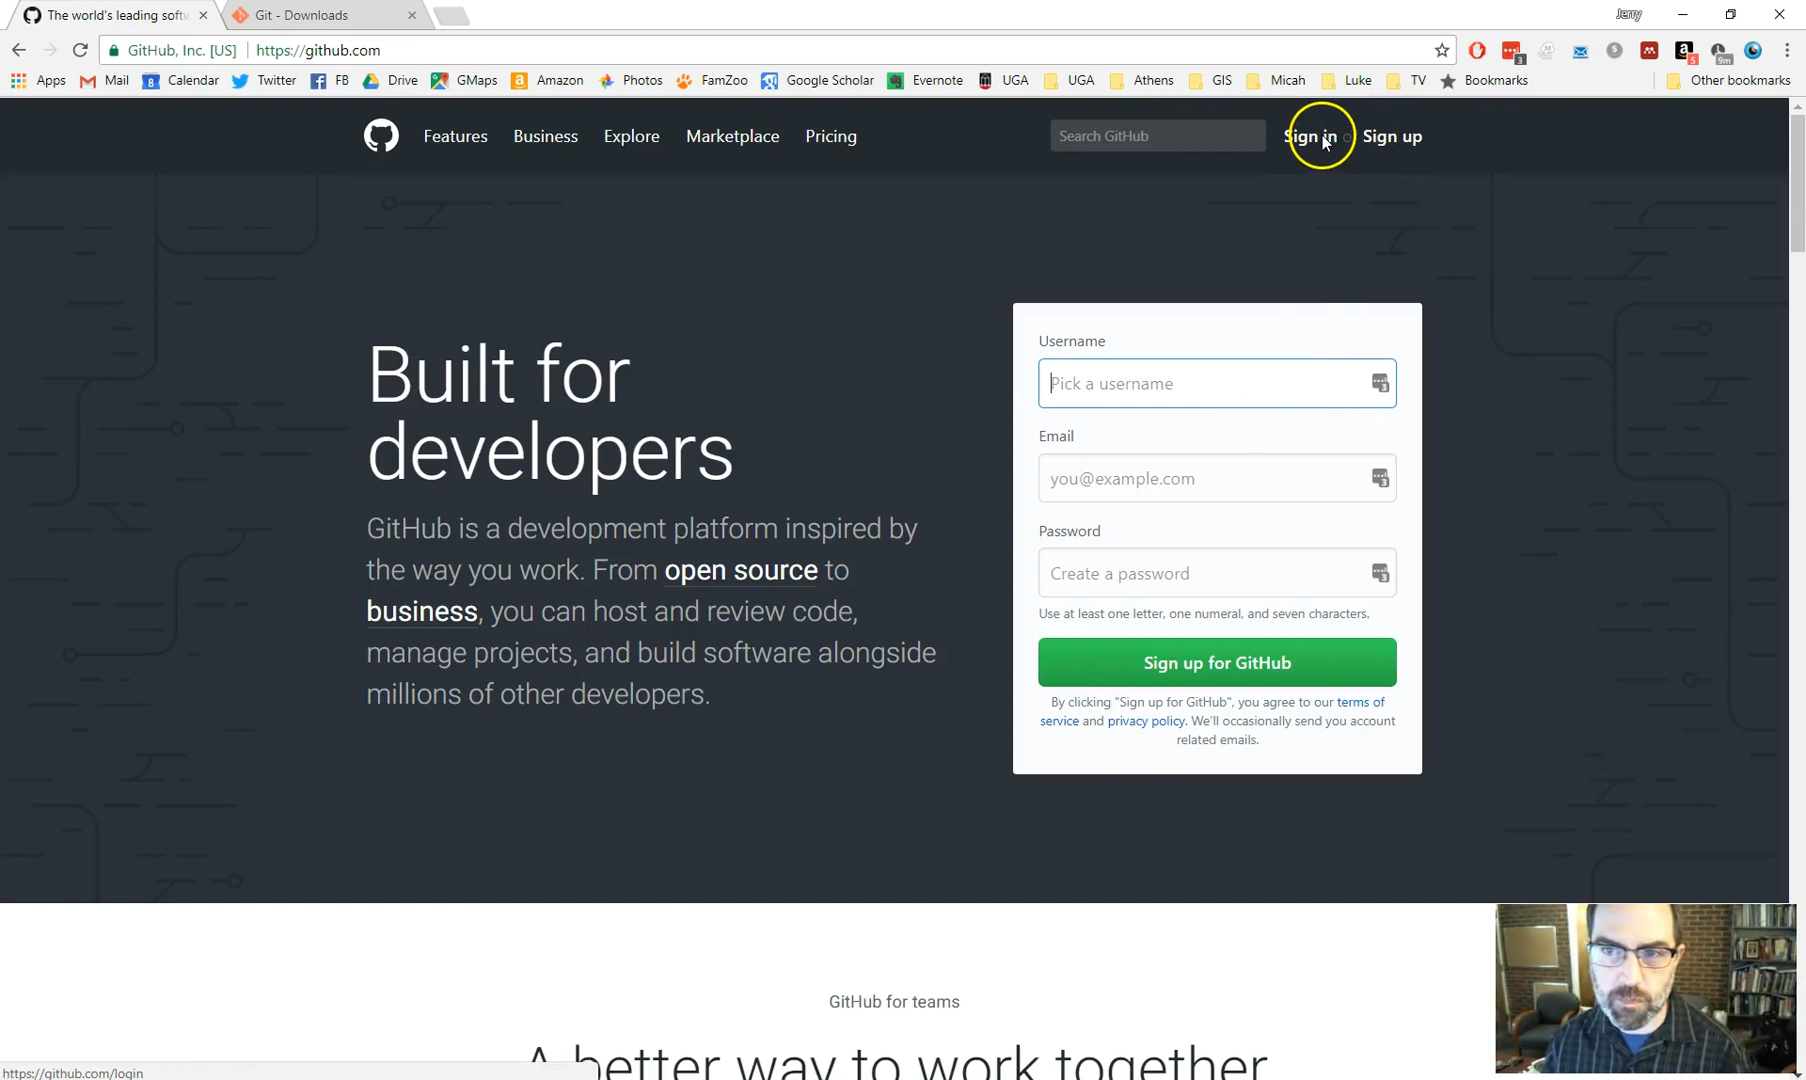 The world's leading softw
Git - Downloads
Jerry
GitHub, Inc. [US]
https://github.com
3
5
9m
Apps
Mail
8
Calendar
Twitter
FB
Drive
GMaps
Amazon
Photos
FamZoo
Google Scholar
Evernote
UGA
UGA
Athens
GIS
Micah
Luke
TV
Bookmarks
Other bookmarks
Features
Business
Explore
Marketplace
Pricing
Search GitHub
Sign in o
Sign up
Built for
developers
GitHub is a development platform inspired by
the way you work. From open source to
business, you can host and review code,
manage projects, and build software alongside
millions of other developers.
Username
Pick a username
Email
you@example.com
Password
Create a password
Use at least one letter, one numeral, and seven characters.
Sign up for GitHub
By clicking "Sign up for GitHub", you agree to our terms of
service and privacy policy. We'll occasionally send you account
related emails.
GitHub for teams
A better way to work together
https://github.com/login